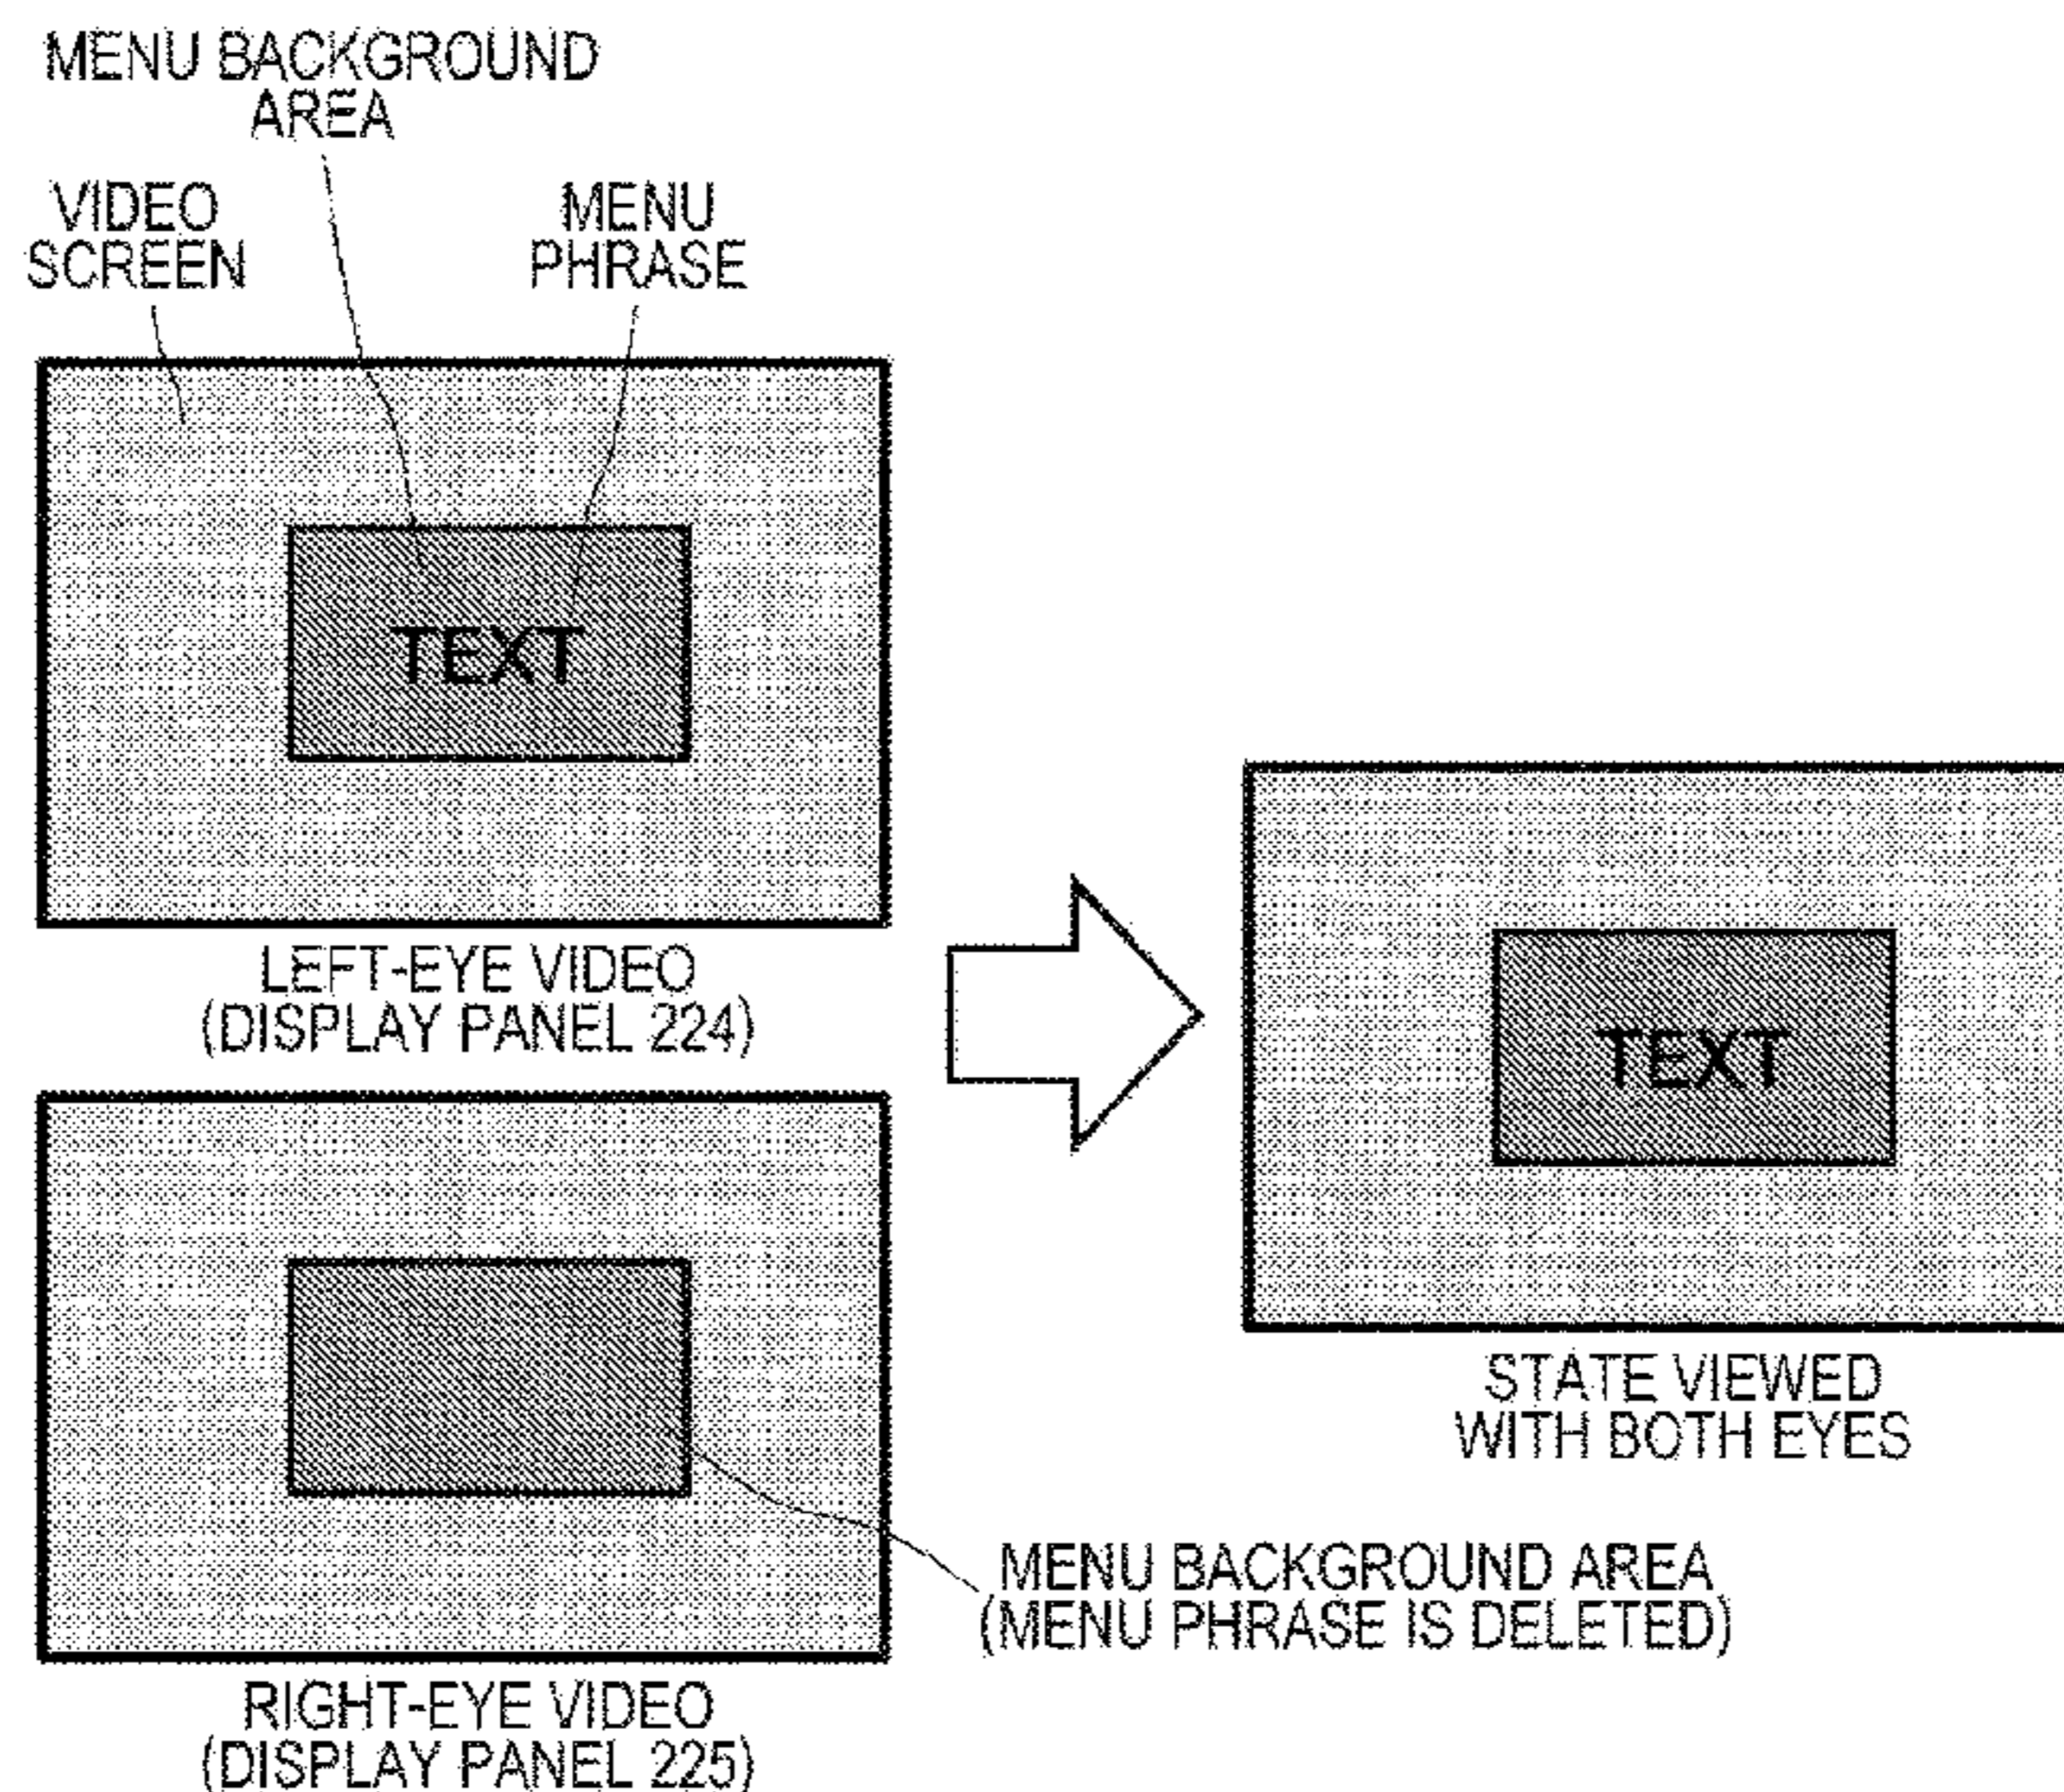 MENU BACKGROUND
AREA
VIDEO
SCREEN
MENU
PHRASE
TEXT
LEFT-EYE VIDEO
(DISPLAY PANEL 224)
TEXT
STATE VIEWED
WITH BOTH EYES
MENU BACKGROUND AREA
(MENU PHRASE IS DELETED)
RIGHT-EYE VIDEO
(DISPLAY PANEL 225)